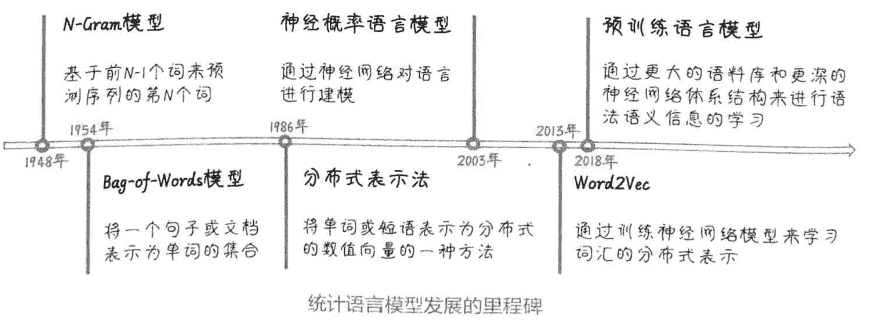 N-Gram模型
基于前N-1个词来预
测序列的第N个词
神经概率语言模型
通过神经网络对语言
进行建模
预训练语言模型
通过更大的语料库和更深的
神经网络体系结构来进行语
法语义信息的学习
1948年
1954年
1986年
2003年
2013年
2018年
Bag-of-Words模型
将一个句子或文档
表示为单词的集合
分布式表示法
将单词或短语表示为分布式
的数值向量的一种方法
Word2Vec
通过训练神经网络模型来学习
词汇的分布式表示
统计语言模型发展的里程碑